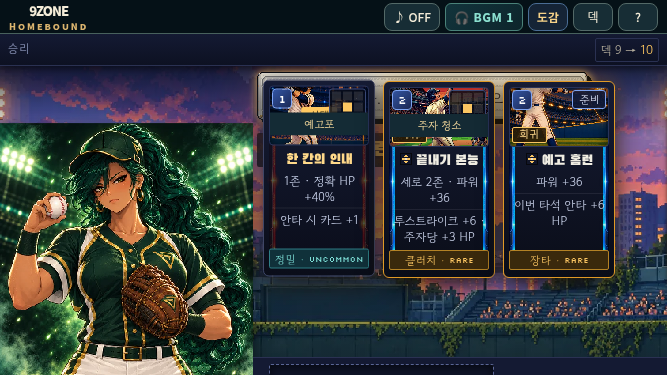 9ZONE
HOMEBOUND
♪ OFF
🎧 BGM 1
도감
덱
?
승리
덱 9 → 10
1
예고포
한 칸의 인내
1존 · 정확 HP
+40%
안타 시 카드 +1
정밀 · UNCOMMON
2
주자 청소
끝내기 본능
세로 2존 · 파워
+36
투스트라이크 +6 ·
주자당 +3 HP
클러치 · RARE
2
준비
희귀
예고 홈런
파워 +36
이번 타석 안타 +6
HP
장타 · RARE